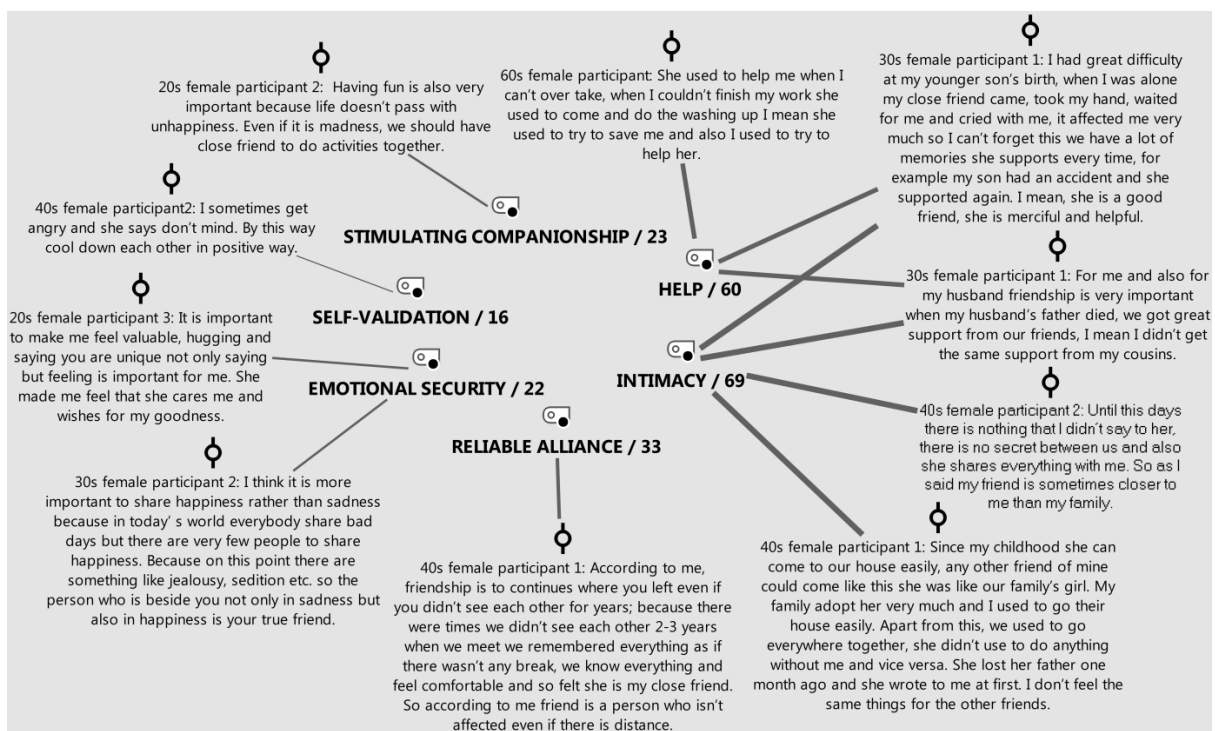 20s female participant 2:  Having fun is also very
important because life doesn't pass with
unhappiness. Even if it is madness, we should have
close friend to do activities together.
60s female participant: She used to help me when I
can't over take, when I couldn't finish my work she
used to come and do the washing up I mean she
used to try to save me and also I used to try to
help her.
30s female participant 1: I had great difficulty
at my younger son's birth, when I was alone
my close friend came, took my hand, waited
for me and cried with me, it affected me very
much so I can't forget this we have a lot of
memories she supports every time, for
example my son had an accident and she
supported again. I mean, she is a good
friend, she is merciful and helpful.
40s female participant2: I sometimes get
angry and she says don't mind. By this way
cool down each other in positive way.
STIMULATING COMPANIONSHIP / 23
HELP / 60
30s female participant 1: For me and also for
my husband friendship is very important
when my husband's father died, we got great
support from our friends, I mean I didn't get
the same support from my cousins.
SELF-VALIDATION / 16
20s female participant 3: It is important
to make me feel valuable, hugging and
saying you are unique not only saying
but feeling is important for me. She
made me feel that she cares me and
wishes for my goodness.
EMOTIONAL SECURITY / 22
INTIMACY / 69
40s female participant 2: Until this days
there is nothing that I didn't say to her,
there is no secret between us and also
she shares everything with me. So as I
said my friend is sometimes closer to
me than my family.
RELIABLE ALLIANCE / 33
30s female participant 2: I think it is more
important to share happiness rather than sadness
because in today' s world everybody share bad
days but there are very few people to share
happiness. Because on this point there are
something like jealousy, sedition etc. so the
person who is beside you not only in sadness but
also in happiness is your true friend.
40s female participant 1: According to me,
friendship is to continues where you left even if
you didn't see each other for years; because there
were times we didn't see each other 2-3 years
when we meet we remembered everything as if
there wasn't any break, we know everything and
feel comfortable and so felt she is my close friend.
So according to me friend is a person who isn't
affected even if there is distance.
40s female participant 1: Since my childhood she can
come to our house easily, any other friend of mine
could come like this she was like our family's girl. My
family adopt her very much and I used to go their
house easily. Apart from this, we used to go
everywhere together, she didn't use to do anything
without me and vice versa. She lost her father one
month ago and she wrote to me at first. I don't feel the
same things for the other friends.